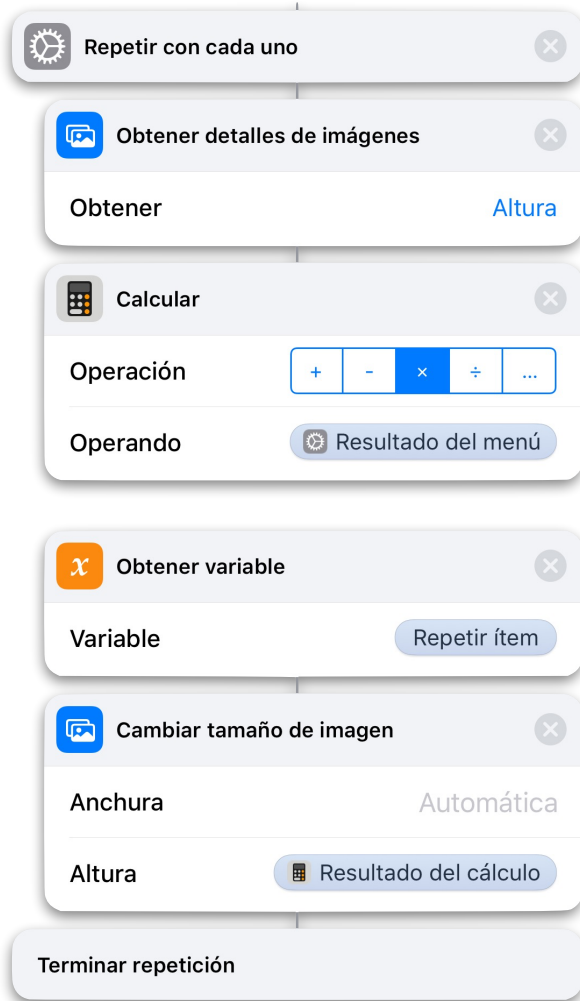 Repetir con cada uno
Obtener detalles de imágenes
Obtener Altura
Calcular
Operación + - × ÷ ...
Operando Resultado del menú
x Obtener variable
Variable Repetir ítem
Cambiar tamaño de imagen
Anchura Automática
Altura Resultado del cálculo
Terminar repetición